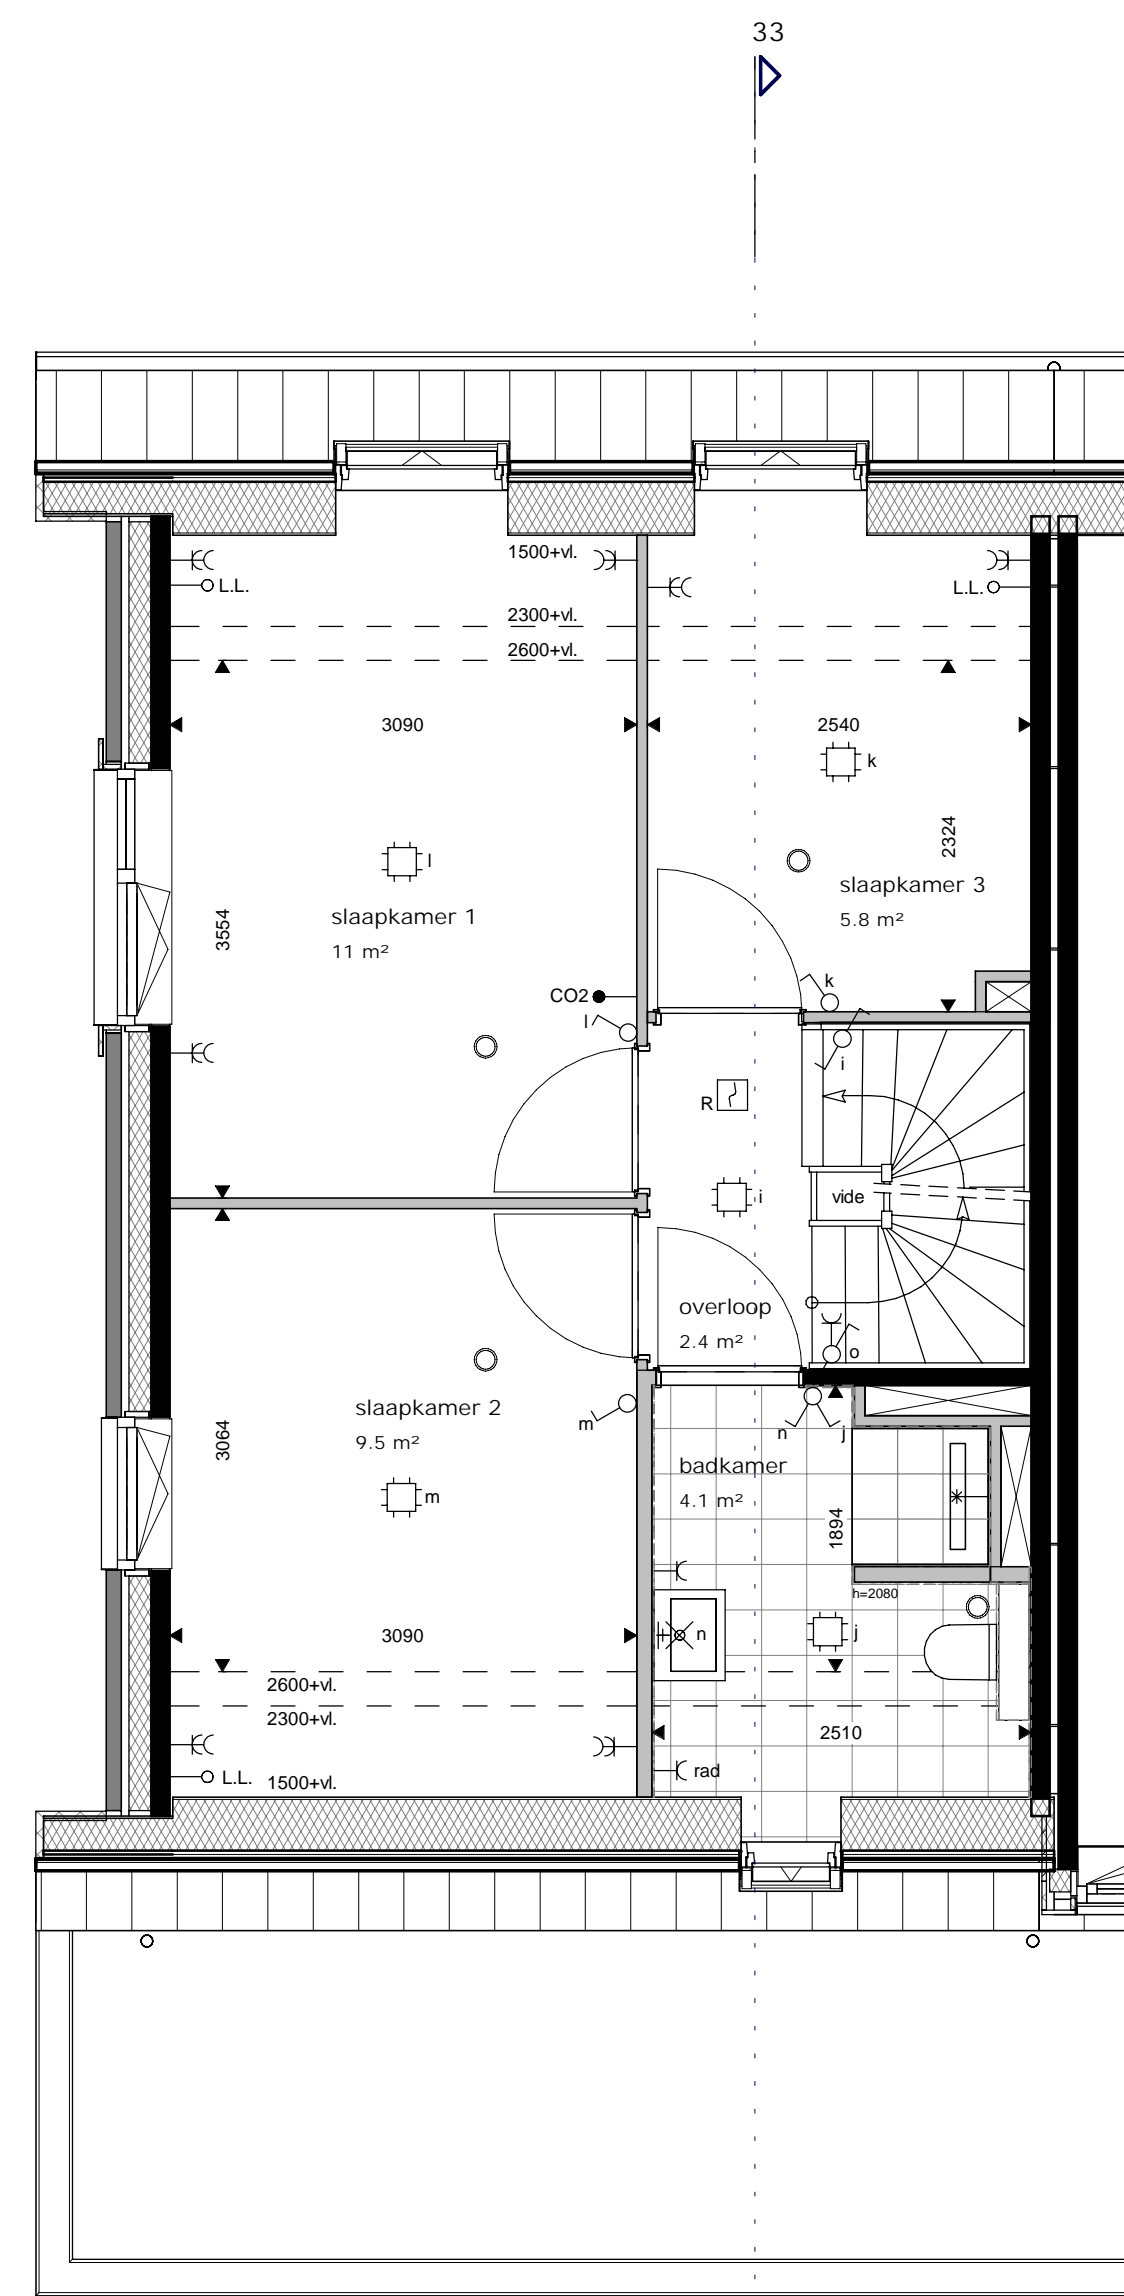 33
1500+vl.
L.L.
L.L.
2300+vl.
2600+vl.
3090
2540
k
2324
l
slaapkamer 3
5.8 m²
slaapkamer 1
11 m²
3554
k
CO2
l
i
R
i
vide
overloop
2.4 m²
o
slaapkamer 2
9.5 m²
m
n
j
3064
badkamer
4.1 m²
m
1894
h=2080
3090
n
j
2600+vl.
2300+vl.
2510
rad
L.L.
1500+vl.